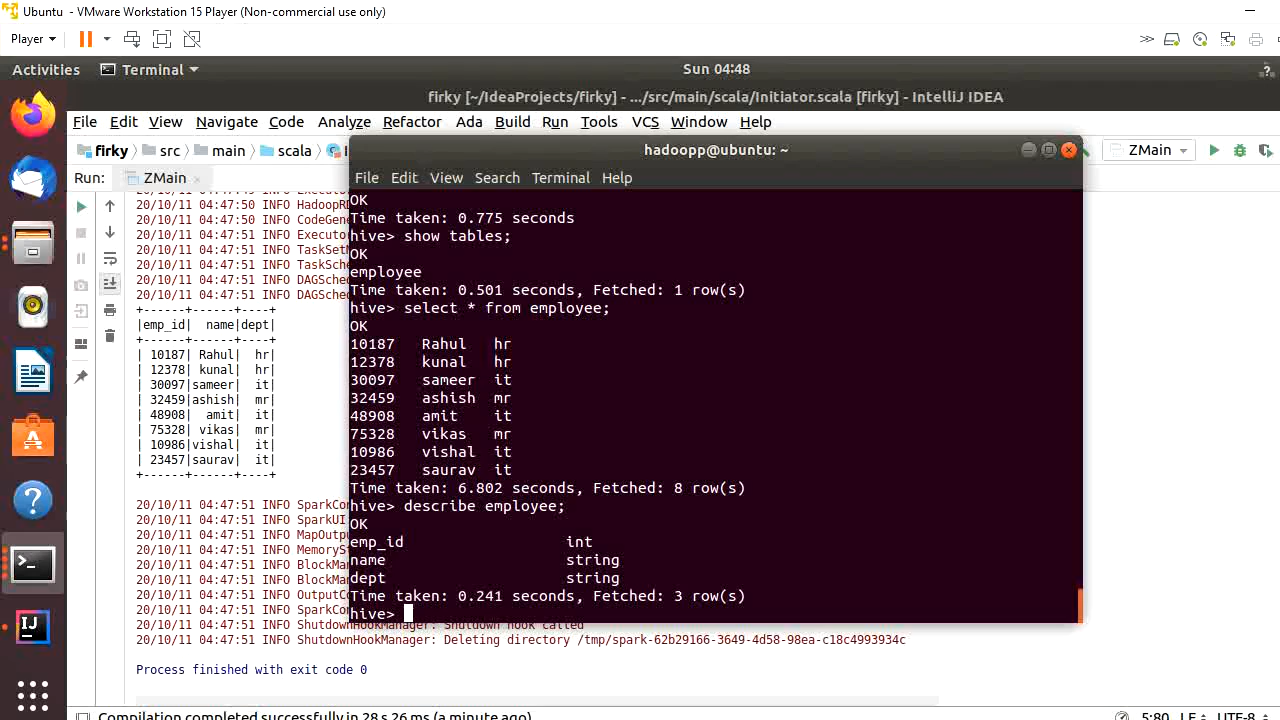 Ubuntu - VMware Workstation 15 Player (Non-commercial use only)
Player
Activities Terminal Sun 04:48
firky [~/IdeaProjects/firky] - .../src/main/scala/Initiator.scala [firky] - IntelliJ IDEA
File Edit View Navigate Code Analyze Refactor Ada Build Run Tools VCS Window Help
firky src main scala ZMain
Run: ZMain
hadoopp@ubuntu: ~
File Edit View Search Terminal Help
20/10/11 04:47:50 INFO HadoopRD
20/10/11 04:47:50 INFO CodeGene
20/10/11 04:47:51 INFO Executor
20/10/11 04:47:51 INFO TaskSetM
20/10/11 04:47:51 INFO TaskSche
20/10/11 04:47:51 INFO DAGSched
20/10/11 04:47:51 INFO DAGSched
+------+------+----+
|emp_id| name|dept|
+------+------+----+
| 10187| Rahul| hr|
| 12378| kunal| hr|
| 30097|sameer| it|
| 32459|ashish| mr|
| 48908| amit| it|
| 75328| vikas| mr|
| 10986|vishal| it|
| 23457|saurav| it|
+------+------+----+
20/10/11 04:47:51 INFO SparkCon
20/10/11 04:47:51 INFO SparkUI
20/10/11 04:47:51 INFO MapOutpu
20/10/11 04:47:51 INFO MemorySt
20/10/11 04:47:51 INFO BlockMan
20/10/11 04:47:51 INFO BlockMan
20/10/11 04:47:51 INFO OutputCo
20/10/11 04:47:51 INFO SparkCon
20/10/11 04:47:51 INFO ShutdownHookManager: Shutdown hook called
20/10/11 04:47:51 INFO ShutdownHookManager: Deleting directory /tmp/spark-62b29166-3649-4d58-98ea-c18c4993934c
Process finished with exit code 0
OK
Time taken: 0.775 seconds
hive> show tables;
OK
employee
Time taken: 0.501 seconds, Fetched: 1 row(s)
hive> select * from employee;
OK
10187 Rahul hr
12378 kunal hr
30097 sameer it
32459 ashish mr
48908 amit it
75328 vikas mr
10986 vishal it
23457 saurav it
Time taken: 6.802 seconds, Fetched: 8 row(s)
hive> describe employee;
OK
emp_id int
name string
dept string
Time taken: 0.241 seconds, Fetched: 3 row(s)
hive>
Compilation completed successfully in 28 s 26 ms (a minute ago) 5:80 LF UTF-8